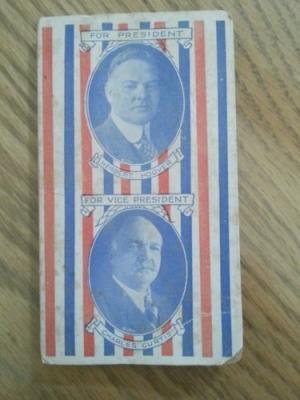 FOR PRESIDENT
HERBERT HOOVER
FOR VICE PRESIDENT
CHARLES CURTIS